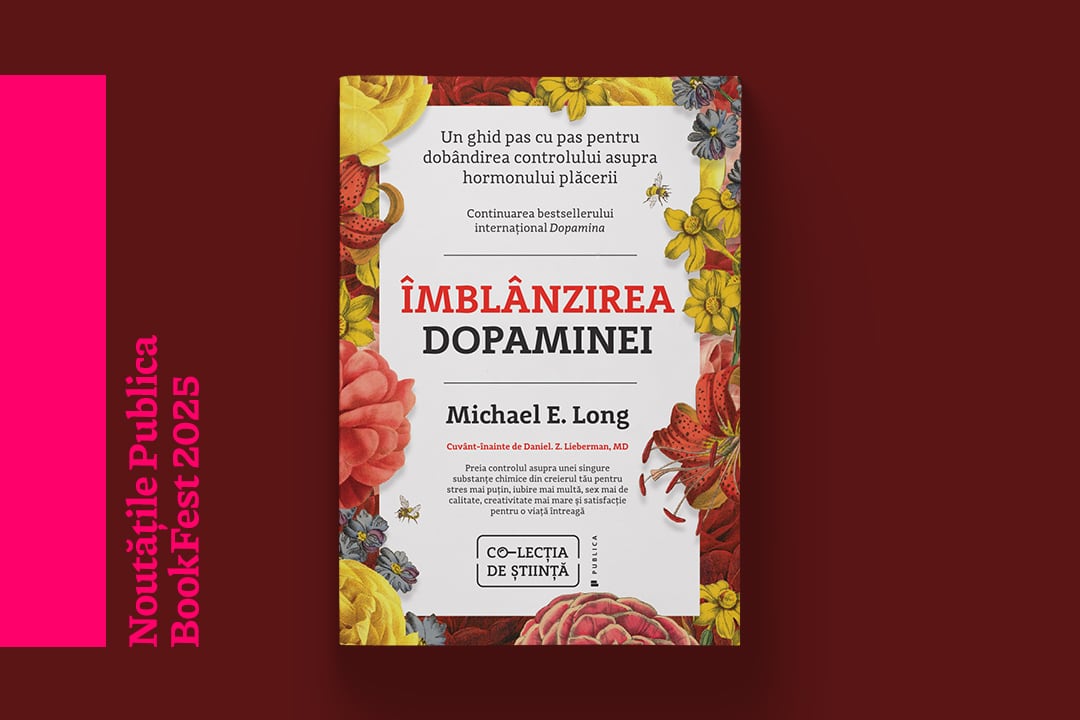 Noutățile Publica
BookFest 2025
Un ghid pas cu pas pentru
dobândirea controlului asupra
hormonului plăcerii
Continuarea bestsellerului
internațional Dopamina
ÎMBLÂNZIREA
DOPAMINEI
Michael E. Long
Cuvânt-înainte de Daniel. Z. Lieberman, MD
Preia controlul asupra unei singure
substanțe chimice din creierul tău pentru
stres mai puțin, iubire mai multă, sex mai de
calitate, creativitate mai mare și satisfacție
pentru o viață întreagă
CO-LECȚIA
DE ȘTIINȚĂ
PUBLICA